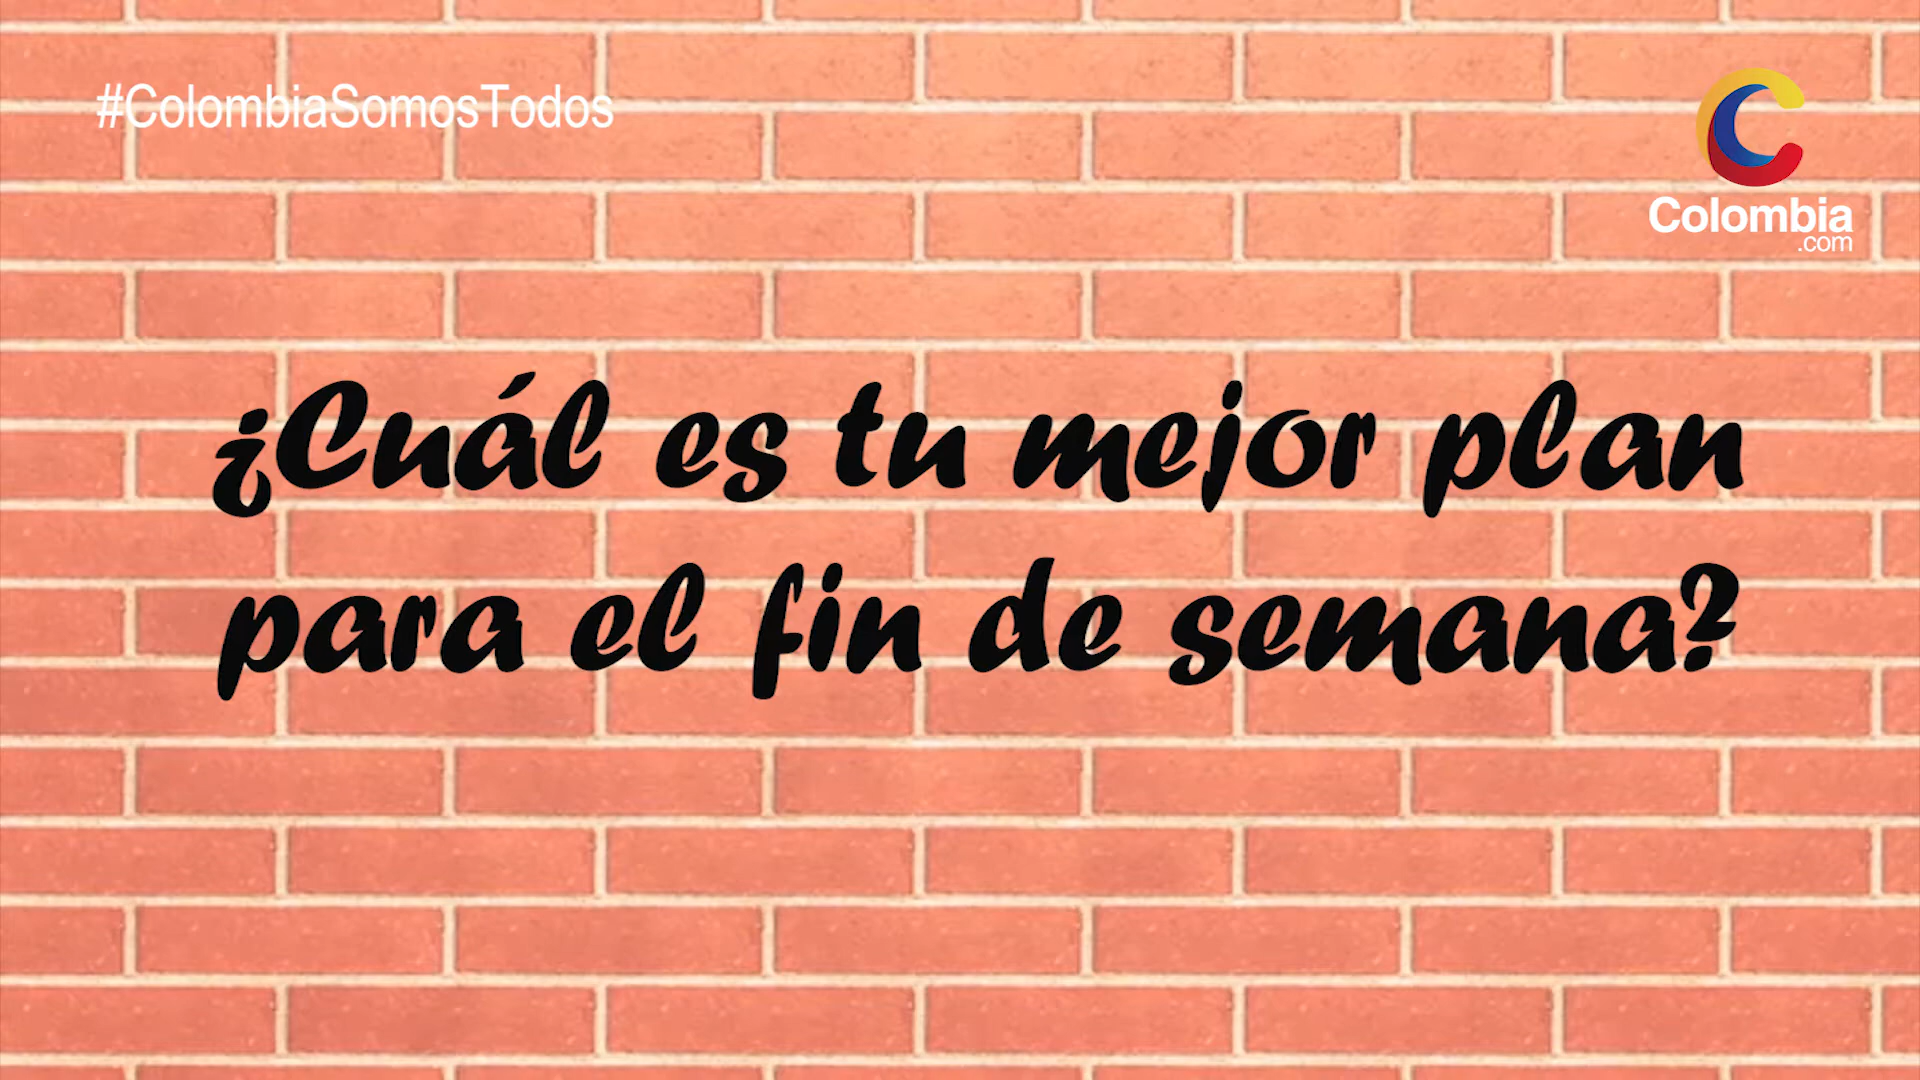 #ColombiaSomosTodos
Colombia
.com
¿Cuál es tu mejor plan
para el fin de semana?